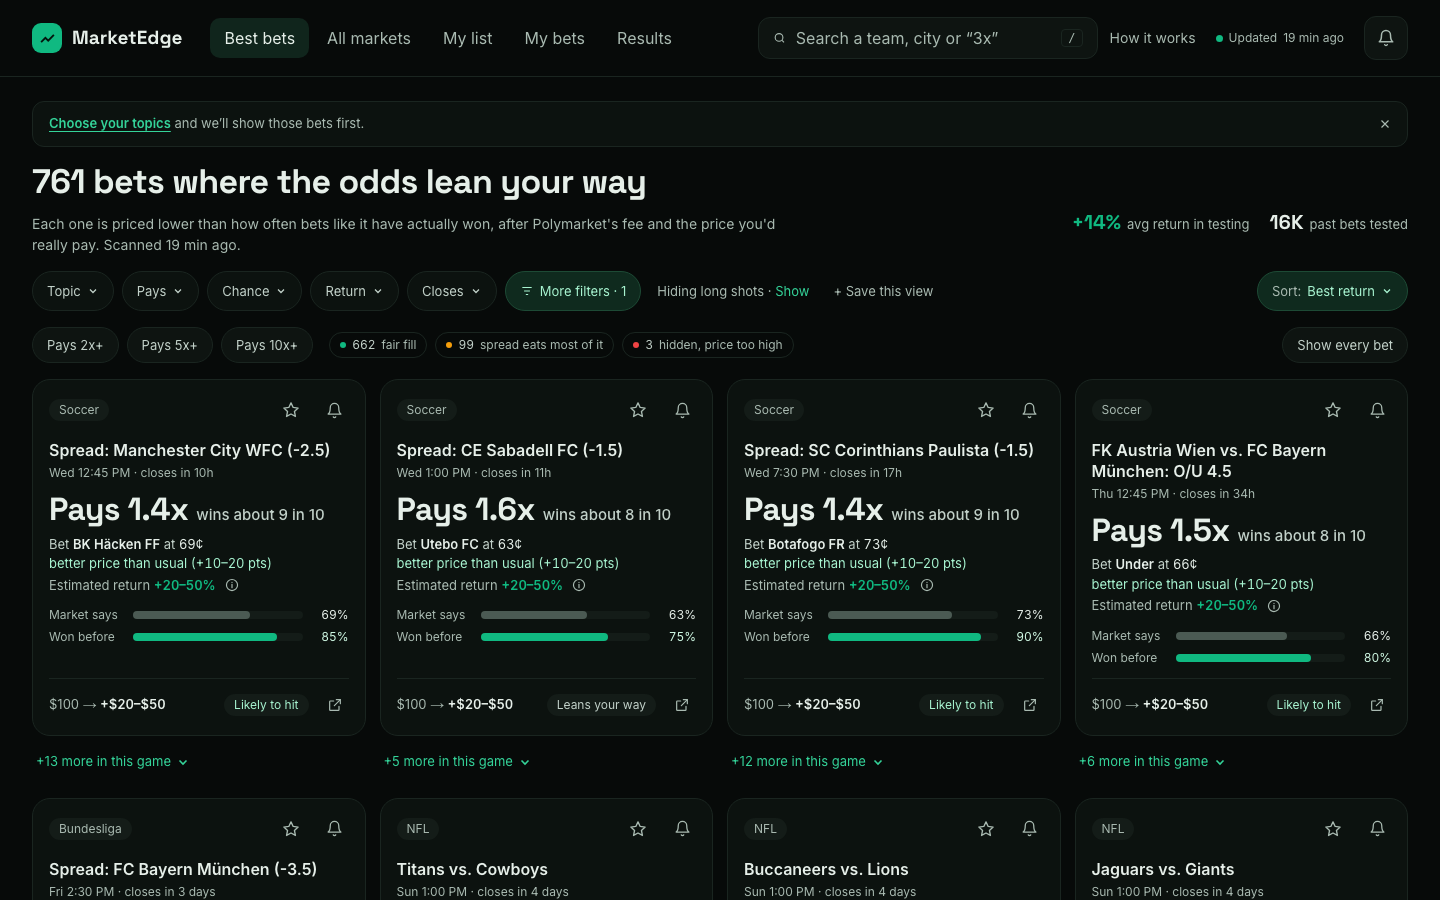 MarketEdge
Best bets
All markets
My list
My bets
Results
Search a team, city or “3x”
/
How it works
Updated 19 min ago
Choose your topics and we’ll show those bets first.
761 bets where the odds lean your way
Each one is priced lower than how often bets like it have actually won, after Polymarket's fee and the price you'd
really pay. Scanned 19 min ago.
+14% avg return in testing
16K past bets tested
Topic
Pays
Chance
Return
Closes
More filters · 1
Hiding long shots · Show
+ Save this view
Sort: Best return
Pays 2x+
Pays 5x+
Pays 10x+
662 fair fill
99 spread eats most of it
3 hidden, price too high
Show every bet
Soccer
Spread: Manchester City WFC (-2.5)
Wed 12:45 PM · closes in 10h
Pays 1.4x wins about 9 in 10
Bet BK Häcken FF at 69¢
better price than usual (+10–20 pts)
Estimated return +20–50%
Market says 69%
Won before 85%
$100 → +$20–$50
Likely to hit
+13 more in this game
Soccer
Spread: CE Sabadell FC (-1.5)
Wed 1:00 PM · closes in 11h
Pays 1.6x wins about 8 in 10
Bet Utebo FC at 63¢
better price than usual (+10–20 pts)
Estimated return +20–50%
Market says 63%
Won before 75%
$100 → +$20–$50
Leans your way
+5 more in this game
Soccer
Spread: SC Corinthians Paulista (-1.5)
Wed 7:30 PM · closes in 17h
Pays 1.4x wins about 9 in 10
Bet Botafogo FR at 73¢
better price than usual (+10–20 pts)
Estimated return +20–50%
Market says 73%
Won before 90%
$100 → +$20–$50
Likely to hit
+12 more in this game
Soccer
FK Austria Wien vs. FC Bayern
München: O/U 4.5
Thu 12:45 PM · closes in 34h
Pays 1.5x wins about 8 in 10
Bet Under at 66¢
better price than usual (+10–20 pts)
Estimated return +20–50%
Market says 66%
Won before 80%
$100 → +$20–$50
Likely to hit
+6 more in this game
Bundesliga
Spread: FC Bayern München (-3.5)
Fri 2:30 PM · closes in 3 days
NFL
Titans vs. Cowboys
Sun 1:00 PM · closes in 4 days
NFL
Buccaneers vs. Lions
Sun 1:00 PM · closes in 4 days
NFL
Jaguars vs. Giants
Sun 1:00 PM · closes in 4 days